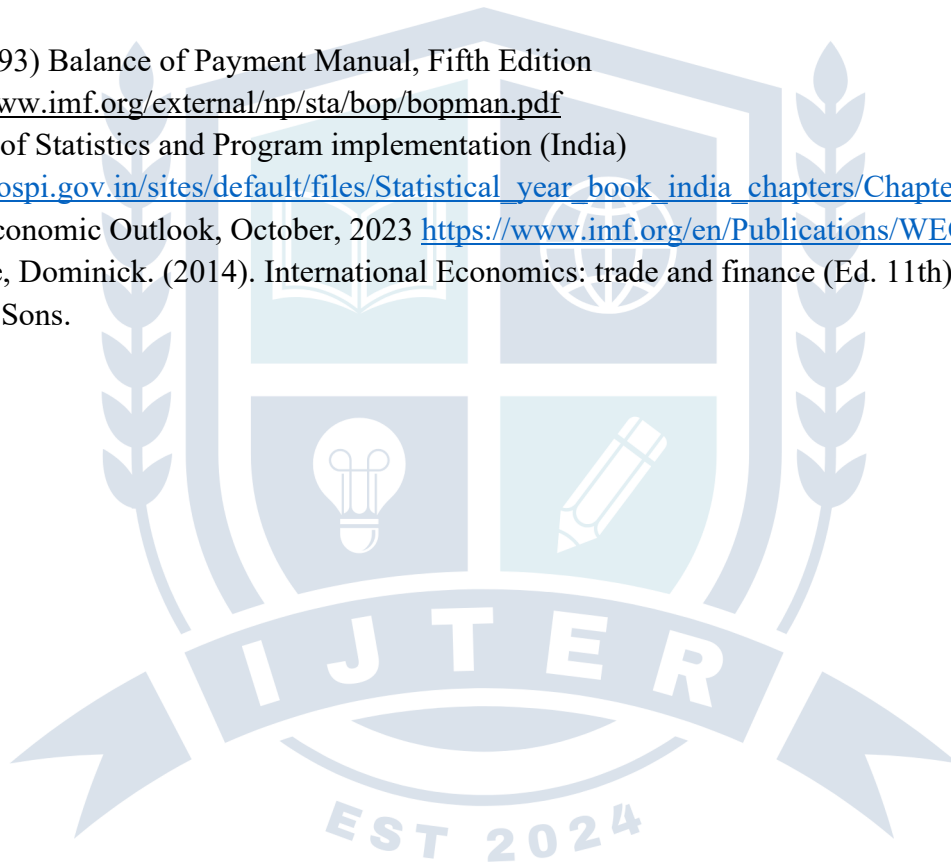 93) Balance of Payment Manual, Fifth Edition
ww.imf.org/external/np/sta/bop/bopman.pdf
of Statistics and Program implementation (India)
ospi.gov.in/sites/default/files/Statistical_year_book_india_chapters/Chapte
conomic Outlook, October, 2023 https://www.imf.org/en/Publications/WEO
e, Dominick. (2014). International Economics: trade and finance (Ed. 11th)
Sons.
IJTER
EST 2024